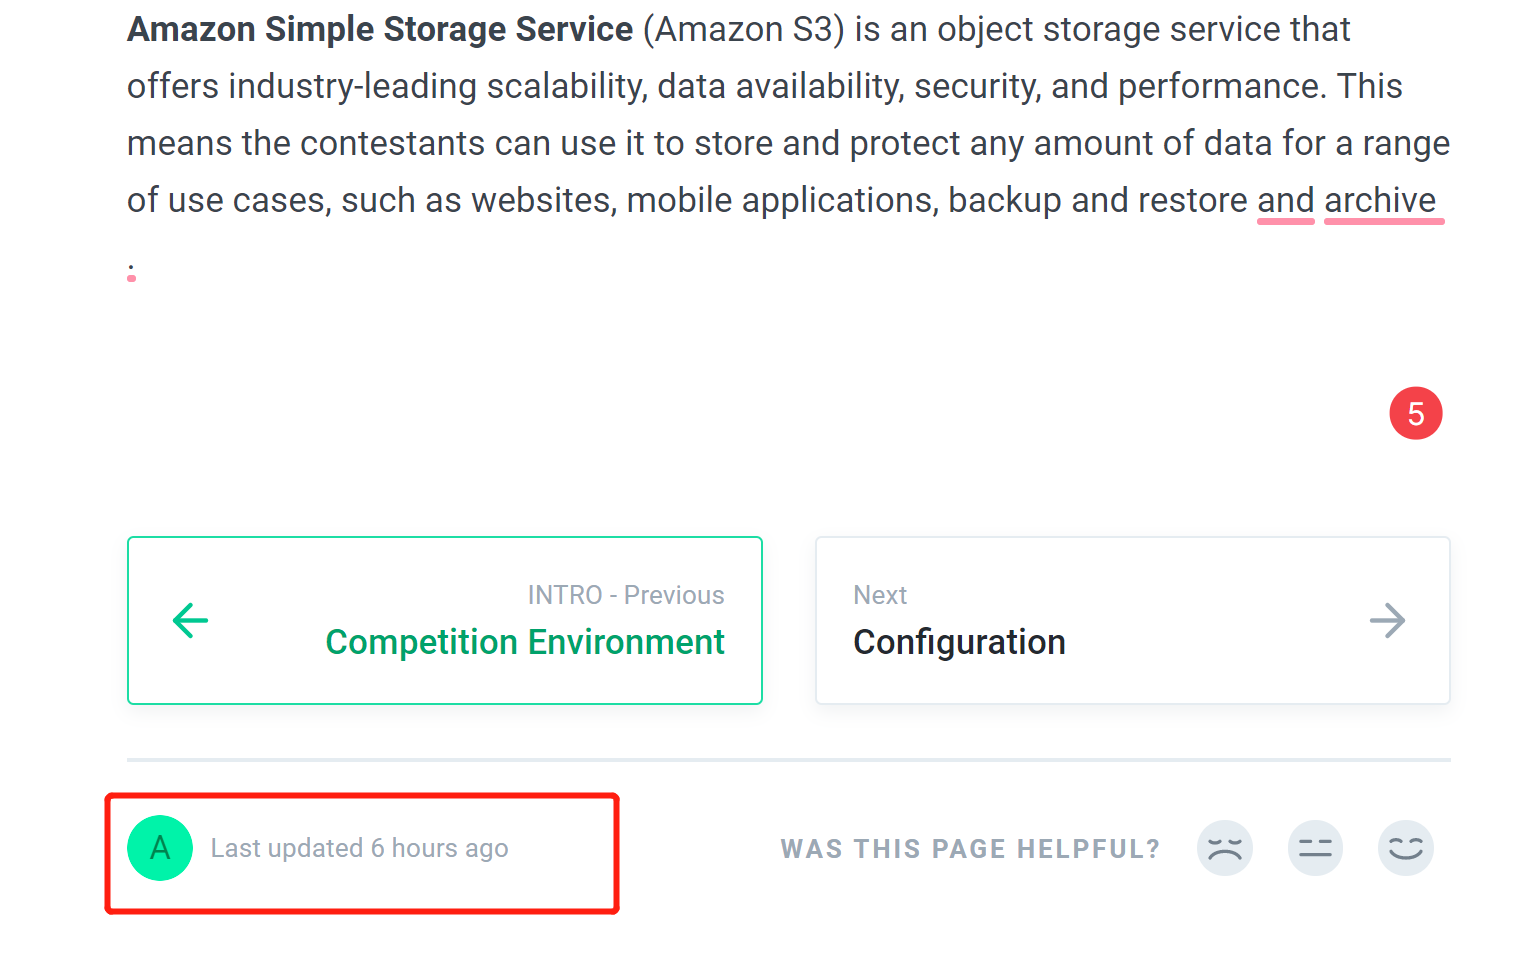 Amazon Simple Storage Service (Amazon S3) is an object storage service that
offers industry-leading scalability, data availability, security, and performance. This
means the contestants can use it to store and protect any amount of data for a range
of use cases, such as websites, mobile applications, backup and restore and archive
.
5
INTRO - Previous
Competition Environment
Next
Configuration
A
Last updated 6 hours ago
WAS THIS PAGE HELPFUL?